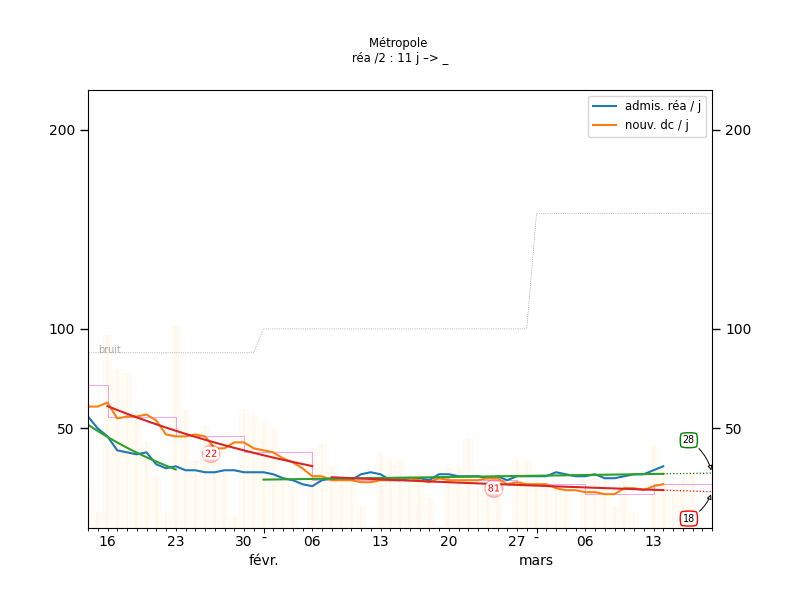 Métropole
réa /2 : 11 j –> _
admis. réa / j
nouv. dc / j
200
200
100
100
bruit
50
50
28
22
81
18
16
23
30
06
13
20
27
06
13
févr.
mars